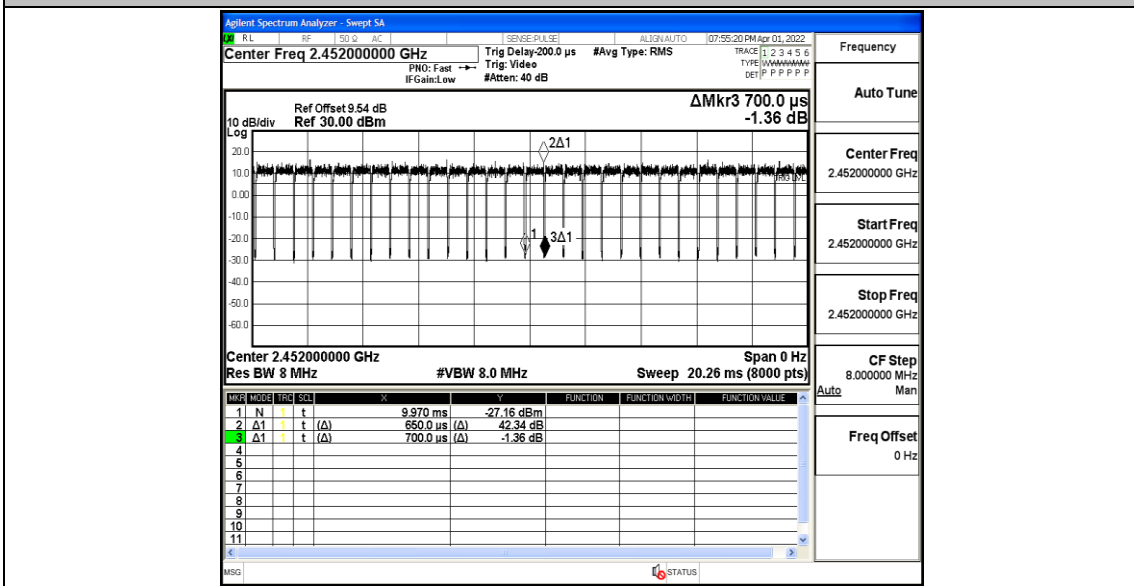 Agilent Spectrum Analyzer - Swept SA
RL RF 50 Ω AC SENSE:PULSE ALIGN AUTO 07:55:20 PM Apr 01, 2022
Center Freq 2.452000000 GHz
PNO: Fast
IFGain:Low
Trig Delay-200.0 µs
Trig: Video
#Atten: 40 dB
#Avg Type: RMS
TRACE 1 2 3 4 5 6
TYPE
DET P P P P P P
ΔMkr3 700.0 µs
-1.36 dB
Ref Offset 9.54 dB
10 dB/div Ref 30.00 dBm
Log
20.0
10.0
0.00
-10.0
-20.0
-30.0
-40.0
-50.0
-60.0
2Δ1
TRIG LVL
1
3Δ1
Center 2.452000000 GHz Span 0 Hz
Res BW 8 MHz #VBW 8.0 MHz Sweep 20.26 ms (8000 pts)
MKR MODE TRC SCL X Y FUNCTION FUNCTION WIDTH FUNCTION VALUE
1 N 1 t 9.970 ms -27.16 dBm
2 Δ1 1 t (Δ) 650.0 µs (Δ) 42.34 dB
3 Δ1 1 t (Δ) 700.0 µs (Δ) -1.36 dB
4
5
6
7
8
9
10
11
MSG STATUS
Frequency
Auto Tune
Center Freq
2.452000000 GHz
Start Freq
2.452000000 GHz
Stop Freq
2.452000000 GHz
CF Step
8.000000 MHz
Auto Man
Freq Offset
0 Hz